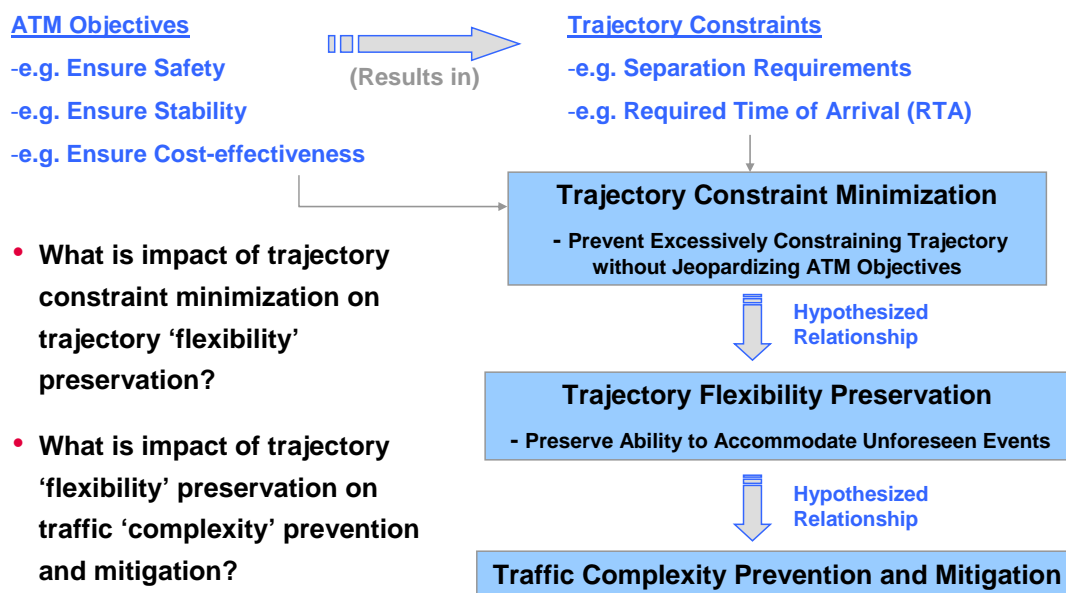 ATM Objectives
-e.g. Ensure Safety
-e.g. Ensure Stability
-e.g. Ensure Cost-effectiveness
(Results in)
Trajectory Constraints
-e.g. Separation Requirements
-e.g. Required Time of Arrival (RTA)
Trajectory Constraint Minimization
- Prevent Excessively Constraining Trajectory
without Jeopardizing ATM Objectives
Hypothesized
Relationship
Trajectory Flexibility Preservation
- Preserve Ability to Accommodate Unforeseen Events
Hypothesized
Relationship
Traffic Complexity Prevention and Mitigation
• What is impact of trajectory
constraint minimization on
trajectory ‘flexibility’
preservation?
• What is impact of trajectory
‘flexibility’ preservation on
traffic ‘complexity’ prevention
and mitigation?